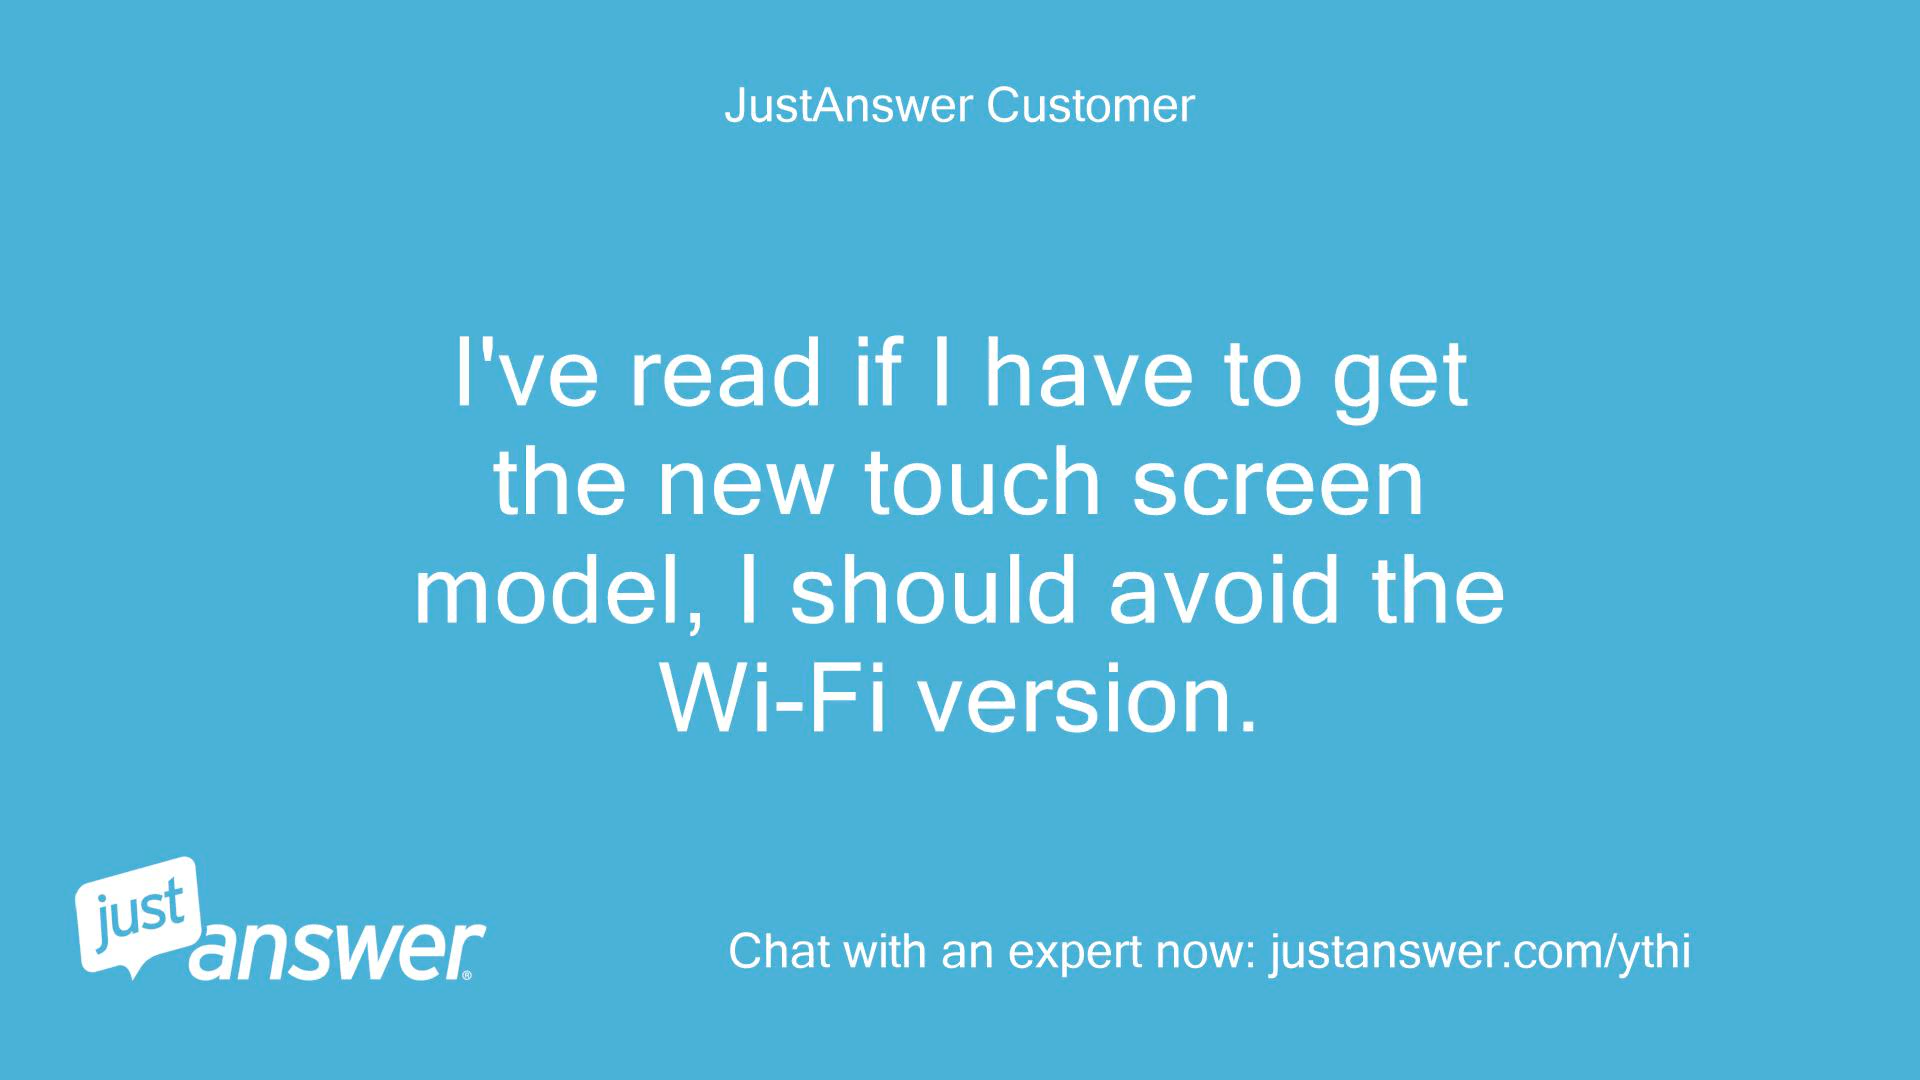 JustAnswer Customer
I've read if I have to get
the new touch screen
model, I should avoid the
Wi-Fi version.
just
answer®
Chat with an expert now: justanswer.com/ythi